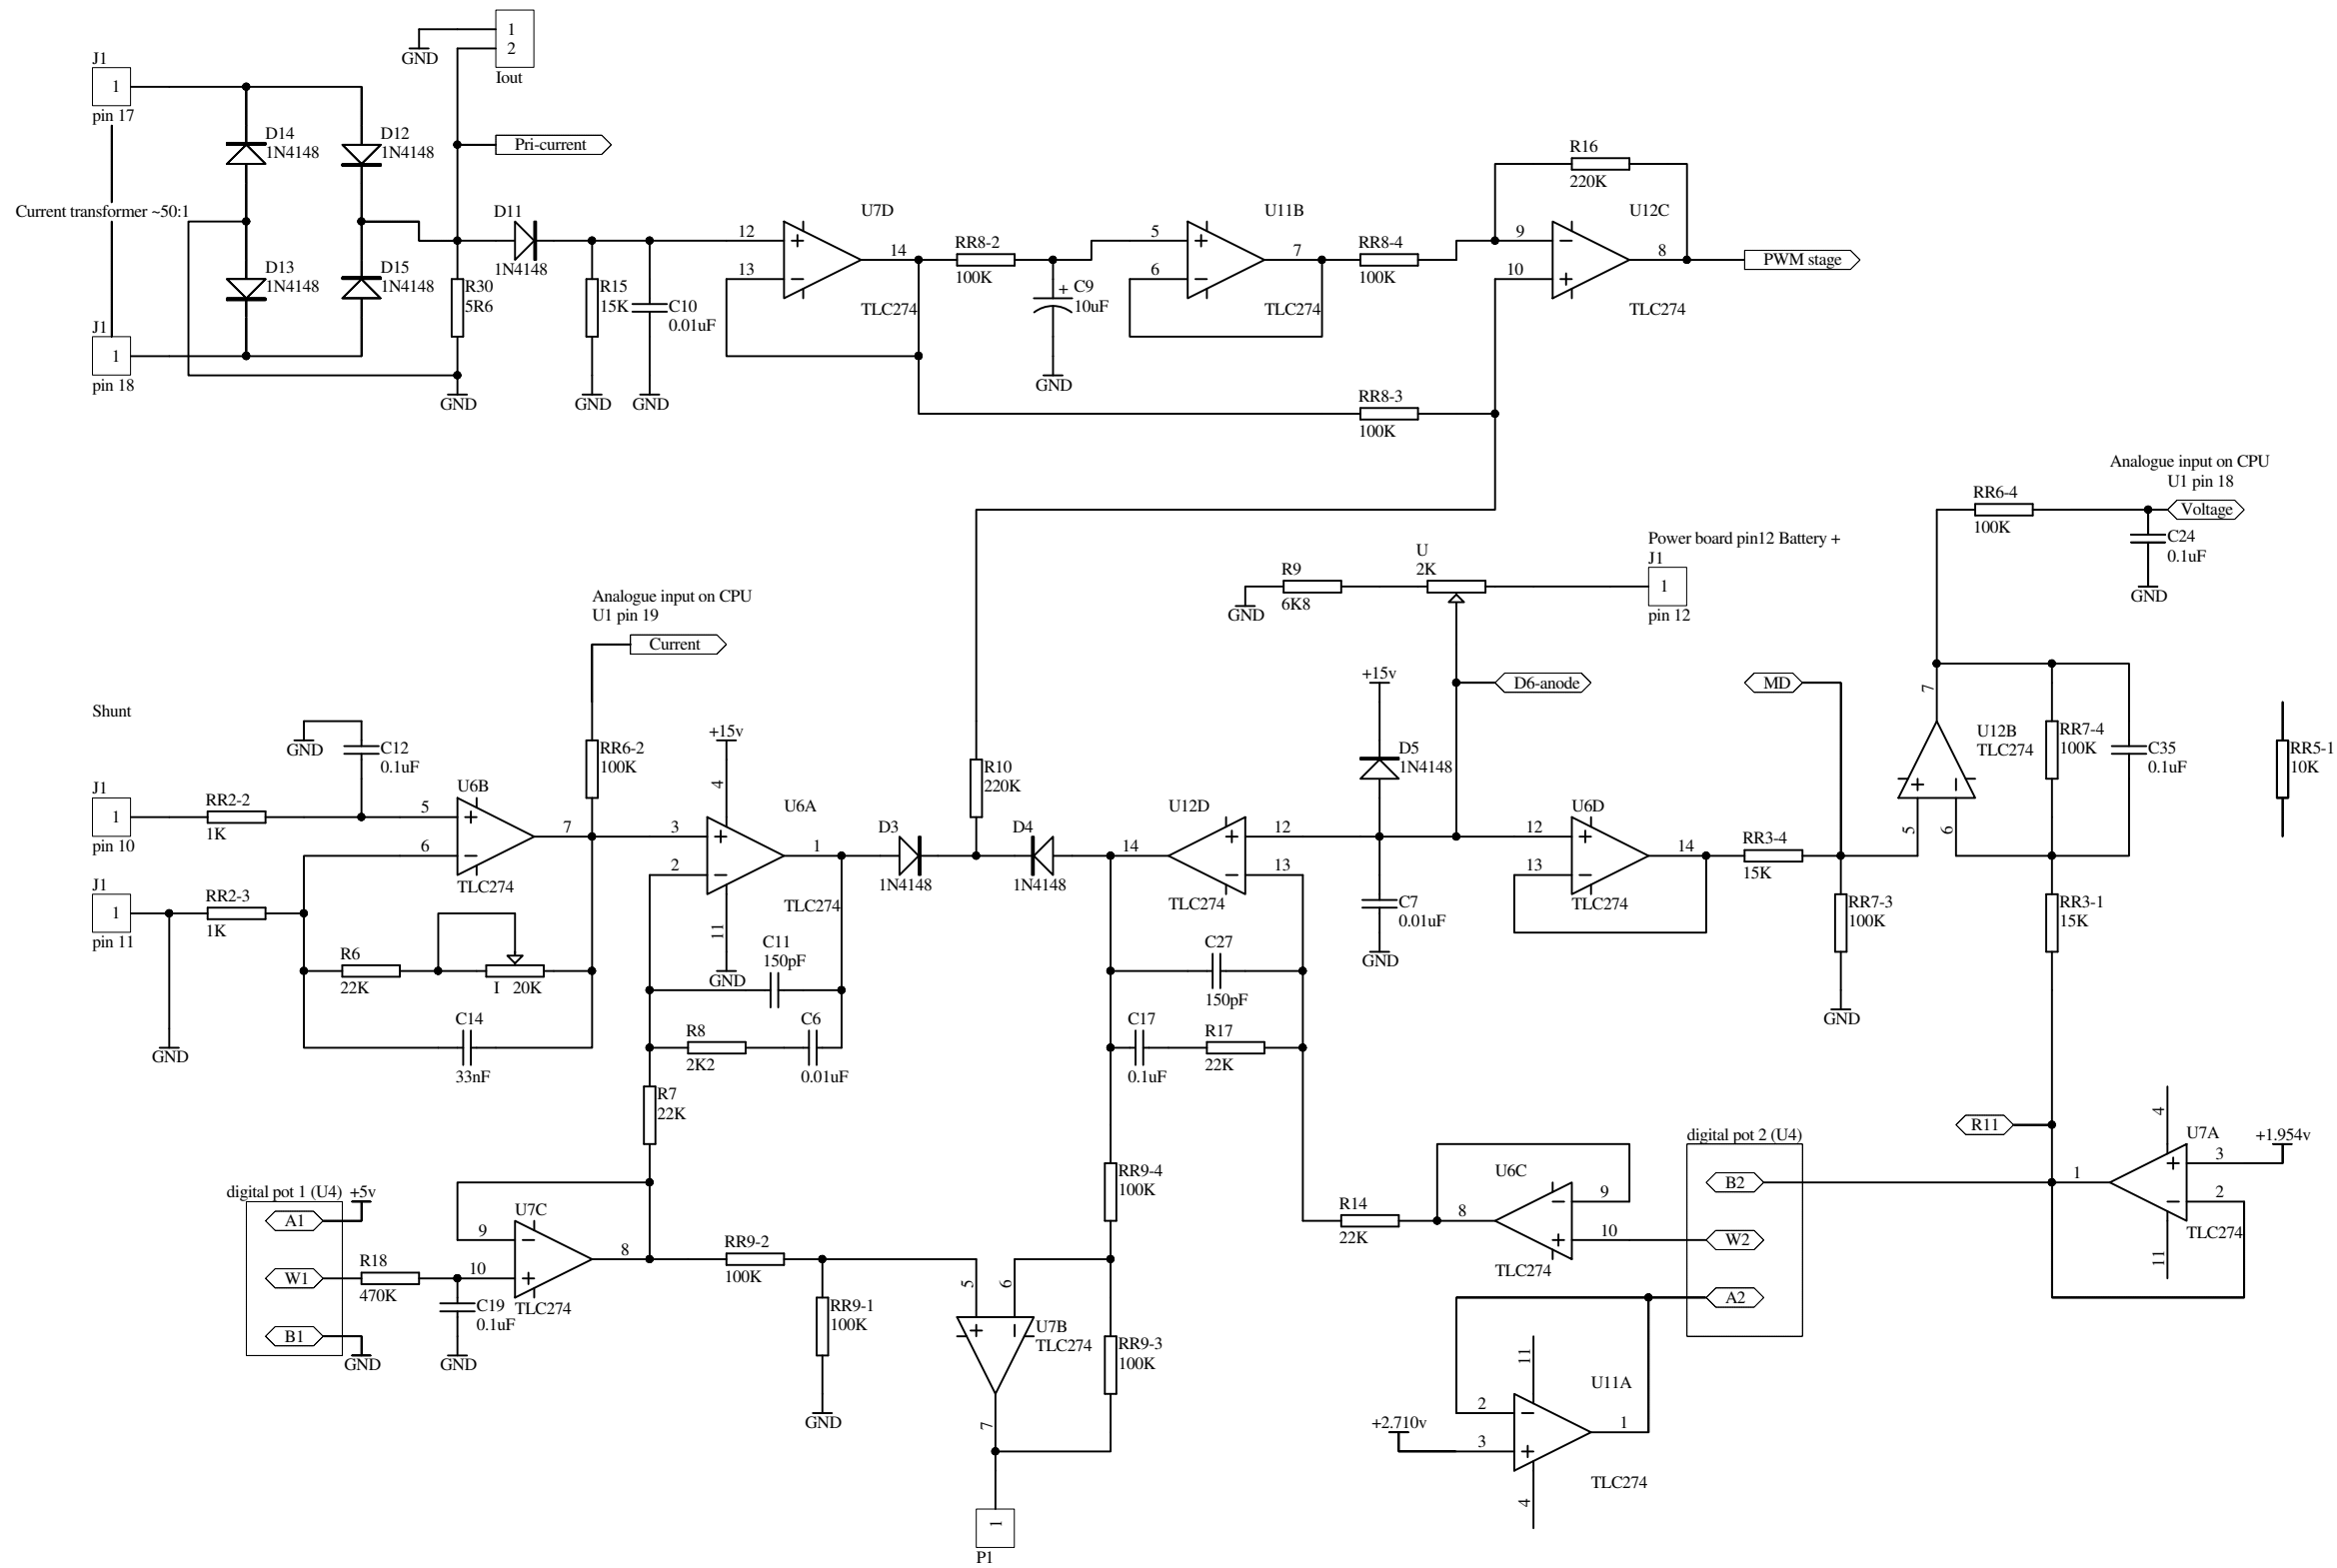 1
2
GND
Iout
J1
1
pin 17
D14
1N4148
D12
1N4148
Pri-current
Current transformer ~50:1
D11
1N4148
D13
1N4148
D15
1N4148
R30
5R6
R15
15K
C10
0.01uF
J1
1
pin 18
GND
GND
GND
U7D
12
13
14
TLC274
RR8-2
100K
+
C9
10uF
GND
U11B
5
6
7
TLC274
RR8-4
100K
R16
220K
U12C
9
10
8
TLC274
PWM stage
RR8-3
100K
Analogue input on CPU
U1 pin 18
RR6-4
100K
Voltage
C24
0.1uF
GND
Power board pin12 Battery +
J1
1
pin 12
U
2K
R9
6K8
GND
Analogue input on CPU
U1 pin 19
Current
Shunt
GND
C12
0.1uF
RR6-2
100K
+15v
4
J1
1
pin 10
RR2-2
1K
U6B
5
6
7
TLC274
J1
1
pin 11
RR2-3
1K
R6
22K
I 20K
C14
33nF
GND
U6A
3
2
1
TLC274
11
GND
C11
150pF
R8
2K2
C6
0.01uF
R7
22K
D3
1N4148
R10
220K
D4
1N4148
U12D
14
12
13
TLC274
+15v
D5
1N4148
D6-anode
C7
0.01uF
GND
U6D
12
13
14
TLC274
RR3-4
15K
MD
RR7-3
100K
GND
7
U12B
TLC274
5
6
RR7-4
100K
C35
0.1uF
RR5-1
10K
RR3-1
15K
C27
150pF
C17
0.1uF
R17
22K
R11
4
U7A
+1.954v
3
2
1
TLC274
11
digital pot 1 (U4)
+5v
A1
W1
B1
GND
R18
470K
C19
0.1uF
GND
U7C
9
10
8
TLC274
RR9-2
100K
RR9-1
100K
GND
RR9-4
100K
5
6
U7B
TLC274
7
RR9-3
100K
1
P1
R14
22K
U6C
8
9
10
TLC274
digital pot 2 (U4)
B2
W2
A2
11
U11A
+2.710v
2
3
1
TLC274
4